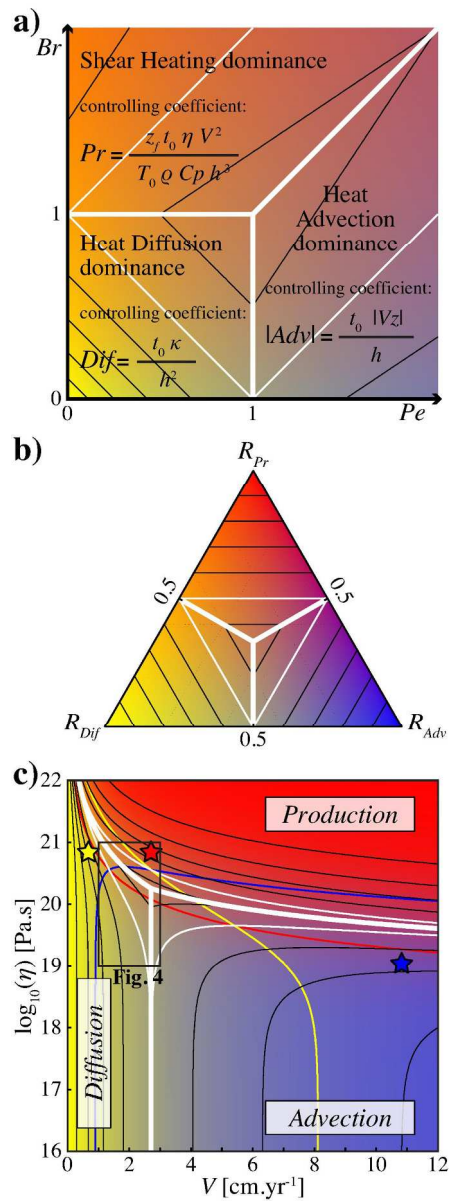 a)
Br
Shear Heating dominance
controlling coefficient:
Pr = z_f t_0 η V² / T_0 ϱ Cp h³
1
Heat Diffusion
dominance
Heat
Advection
dominance
controlling coefficient:
Dif = t_0 κ / h²
controlling coefficient:
|Adv| = t_0 |Vz| / h
0
0
1
Pe
b)
R_Pr
0.5
0.5
R_Dif
0.5
R_Adv
c)
22
Production
21
20
19
Fig. 4
18
17
16
log₁₀(η) [Pa.s]
Diffusion
Advection
0
2
4
6
8
10
12
V [cm.yr⁻¹]